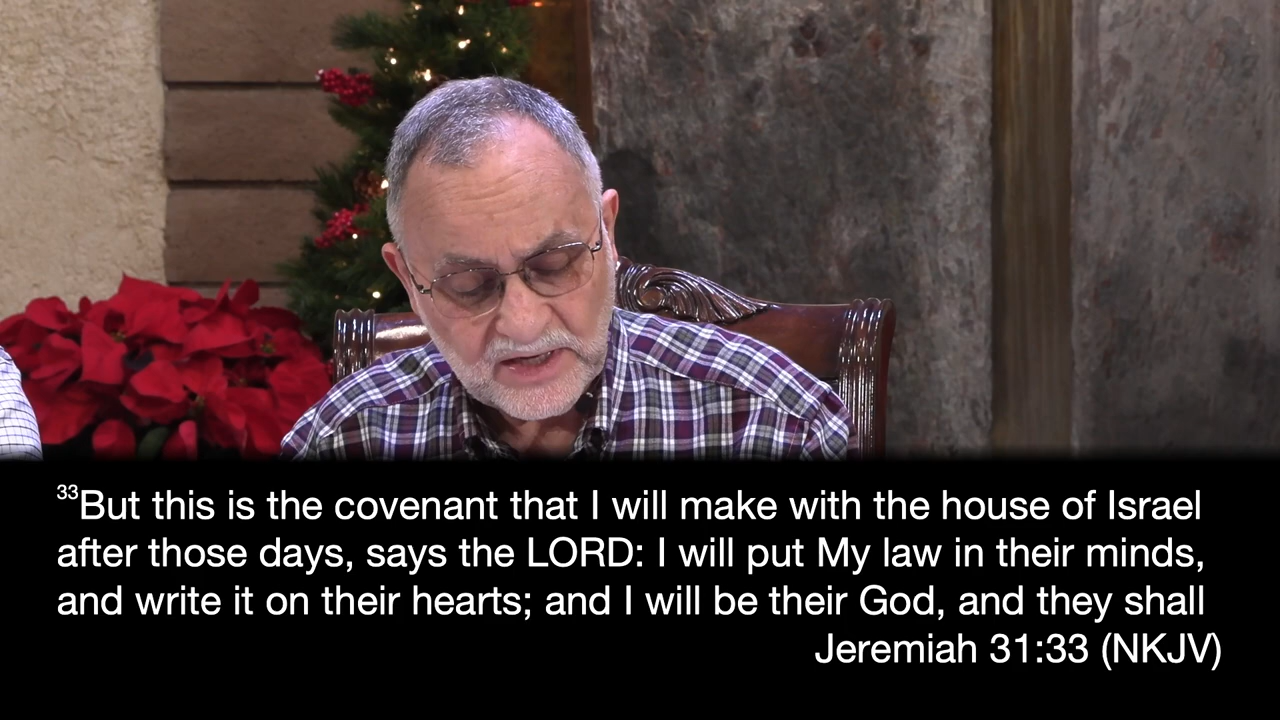 33But this is the covenant that I will make with the house of Israel
after those days, says the LORD: I will put My law in their minds,
and write it on their hearts; and I will be their God, and they shall
Jeremiah 31:33 (NKJV)